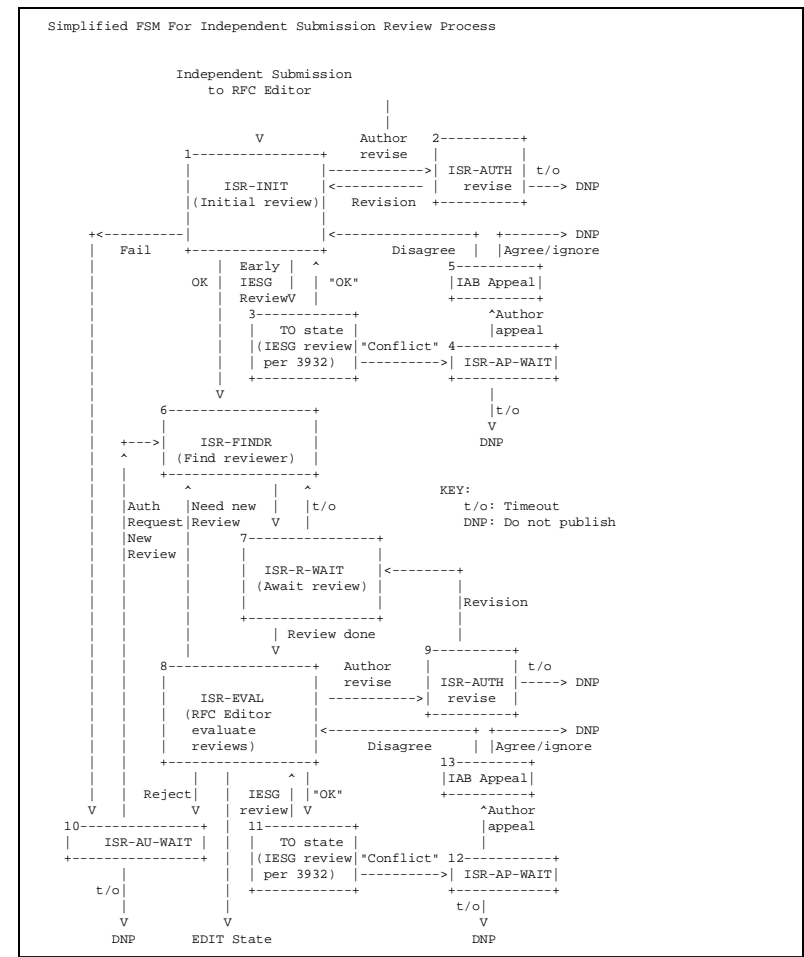 Simplified FSM For Independent Submission Review Process
Independent Submission
to RFC Editor
|
|
V Author 2----------+
1----------------+ revise | |
| |------------>| ISR-AUTH | t/o
| ISR-INIT |<----------- | revise |----> DNP
|(Initial review)| Revision +----------+
| |
+<----------| |<-----------------+ +-------> DNP
| Fail +----------------+ Disagree | |Agree/ignore
| | Early | ^ 5----------+
| OK | IESG | | "OK" |IAB Appeal|
| | ReviewV | +----------+
| | 3------------+ ^Author
| | | TO state | |appeal
| | |(IESG review|"Conflict" 4------------+
| | | per 3932) |---------->| ISR-AP-WAIT|
| | +------------+ +------------+
| V |
| 6------------------+ |t/o
| | | V
| +--->| ISR-FINDR | DNP
| ^ | (Find reviewer) |
| | +------------------+
| | ^ | ^ KEY:
| |Auth |Need new | |t/o t/o: Timeout
| |Request|Review V | DNP: Do not publish
| |New | 7----------------+
| |Review | | |
| | | | ISR-R-WAIT |<--------+
| | | | (Await review) | |
| | | | | |Revision
| | | +----------------+ |
| | | | Review done |
| | | V 9----------+
| | 8------------------+ Author | | t/o
| | | | revise | ISR-AUTH |-----> DNP
| | | ISR-EVAL | ------------>| revise |
| | | (RFC Editor | +----------+
| | | evaluate |<------------------+ +--------> DNP
| | | reviews) | Disagree | |Agree/ignore
| | +------------------+ 13---------+
| | | | ^ | |IAB Appeal|
| | Reject| | IESG | |"OK" +----------+
V | V | review| V ^Author
10---------------+ | 11-----------+ |appeal
| ISR-AU-WAIT | | | TO state | |
+----------------+ | |(IESG review|"Conflict" 12-----------+
| | | per 3932) |---------->| ISR-AP-WAIT|
t/o| | +------------+ +------------+
| | t/o|
V V V
DNP EDIT State DNP